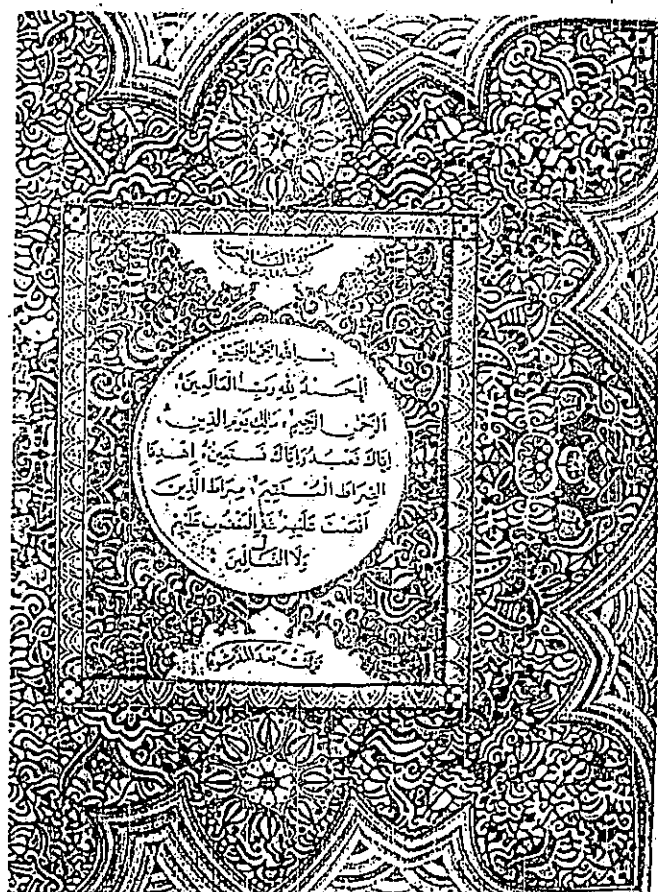 بسم الله الرحمن الرحيم
الحمد لله رب العالمين
الرحمن الرحيم مالك يوم الدين
اياك نعبد واياك نستعين اهدنا
الصراط المستقيم صراط الذين
انعمت عليهم غير المغضوب عليهم
ولا الضالين